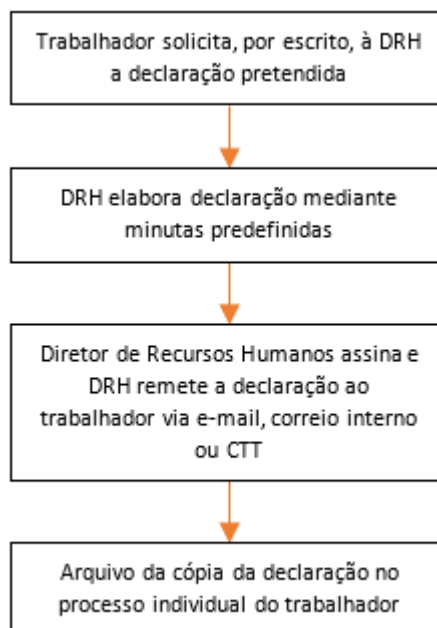 Trabalhador solicita, por escrito, à DRH
a declaração pretendida
DRH elabora declaração mediante
minutas predefinidas
Diretor de Recursos Humanos assina e
DRH remete a declaração ao
trabalhador via e-mail, correio interno
ou CTT
Arquivo da cópia da declaração no
processo individual do trabalhador